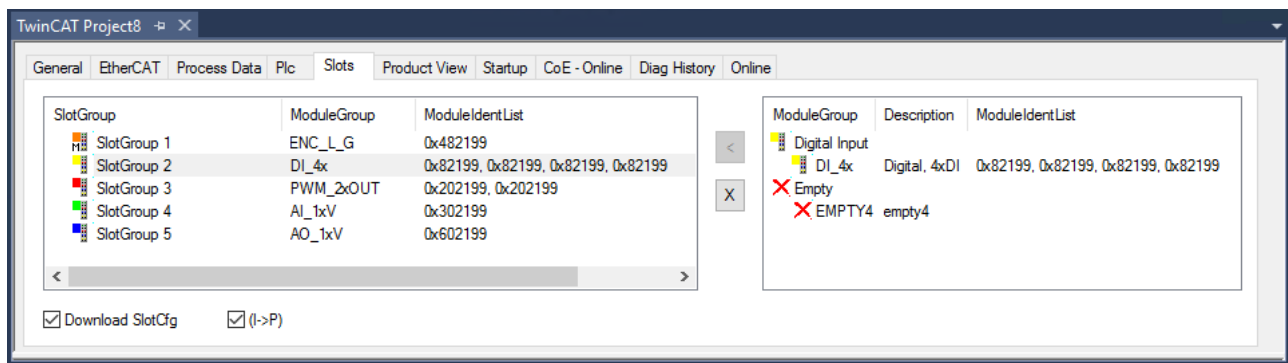 TwinCAT Project8
General EtherCAT Process Data Plc Slots Product View Startup CoE - Online Diag History Online
SlotGroup ModuleGroup ModuleIdentList
M SlotGroup 1 ENC_L_G 0x482199
SlotGroup 2 DI_4x 0x82199, 0x82199, 0x82199, 0x82199
SlotGroup 3 PWM_2xOUT 0x202199, 0x202199
SlotGroup 4 AI_1xV 0x302199
SlotGroup 5 AO_1xV 0x602199
<
X
ModuleGroup Description ModuleIdentList
Digital Input
DI_4x Digital, 4xDI 0x82199, 0x82199, 0x82199, 0x82199
Empty
EMPTY4 empty4
Download SlotCfg (I->P)